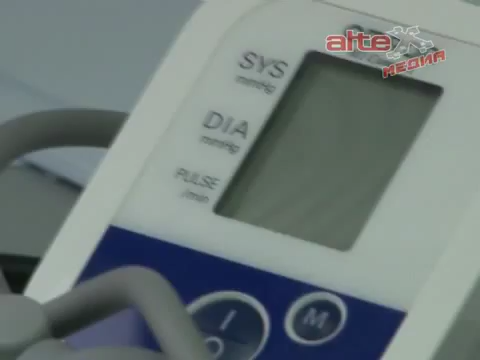 alte
МЕДИА
SYS
mmHg
DIA
mmHg
PULSE
/min
I
O
M